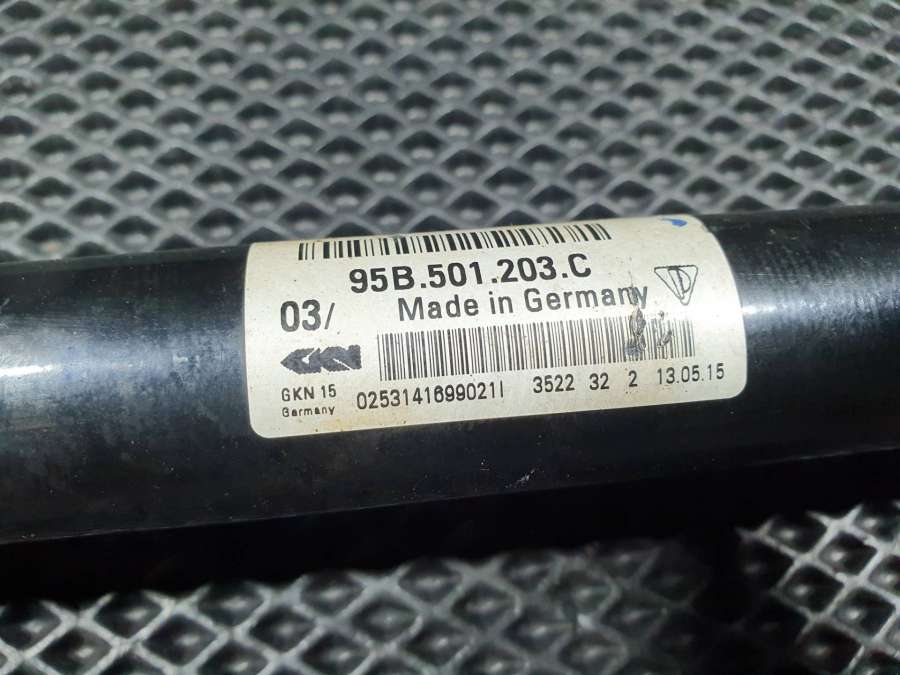 95B.501.203.C
03/ Made in Germany D
GKN
GKN 15 0253141699021I 3522 32 2 13.05.15
Germany